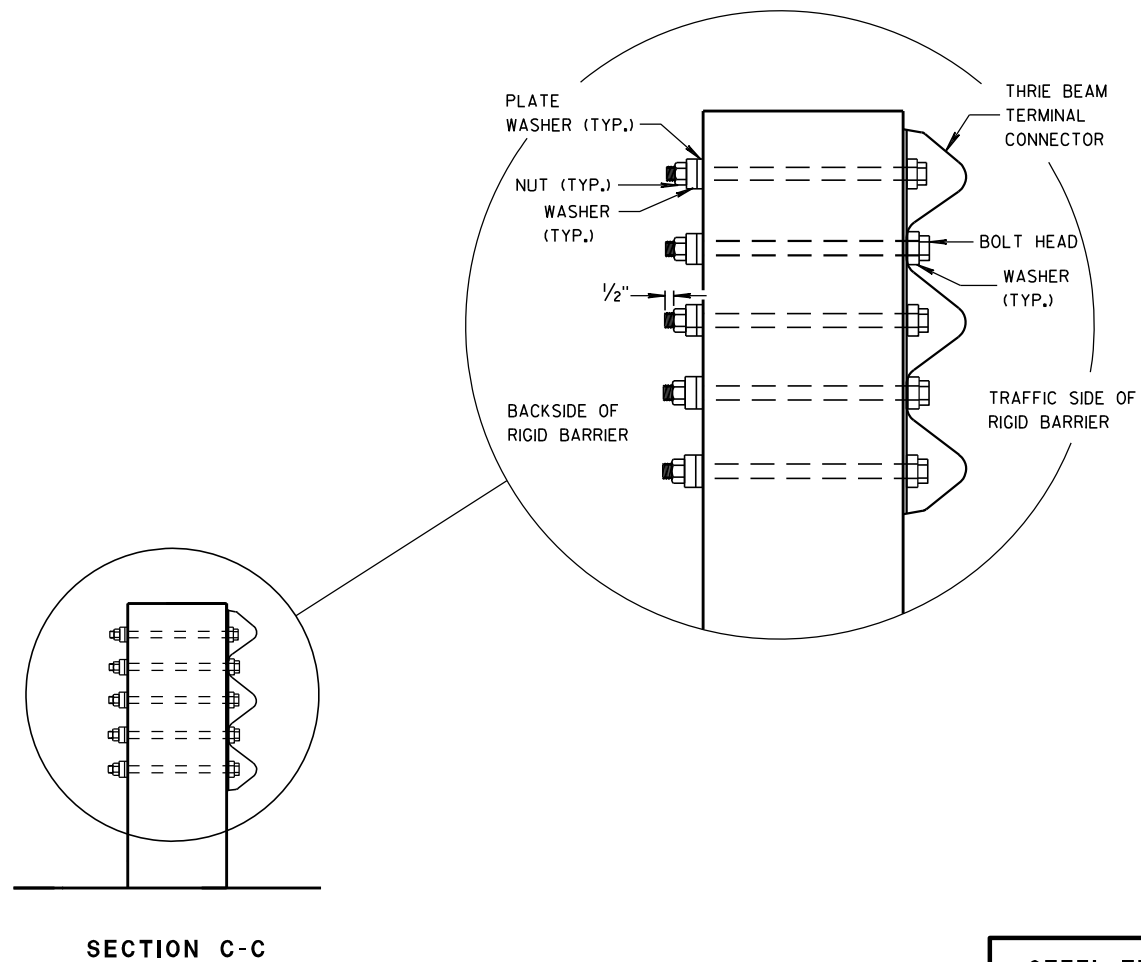 PLATE
WASHER (TYP.)
NUT (TYP.)
WASHER
(TYP.)
1/2"
BACKSIDE OF
RIGID BARRIER
THRIE BEAM
TERMINAL
CONNECTOR
BOLT HEAD
WASHER
(TYP.)
TRAFFIC SIDE OF
RIGID BARRIER
SECTION C-C